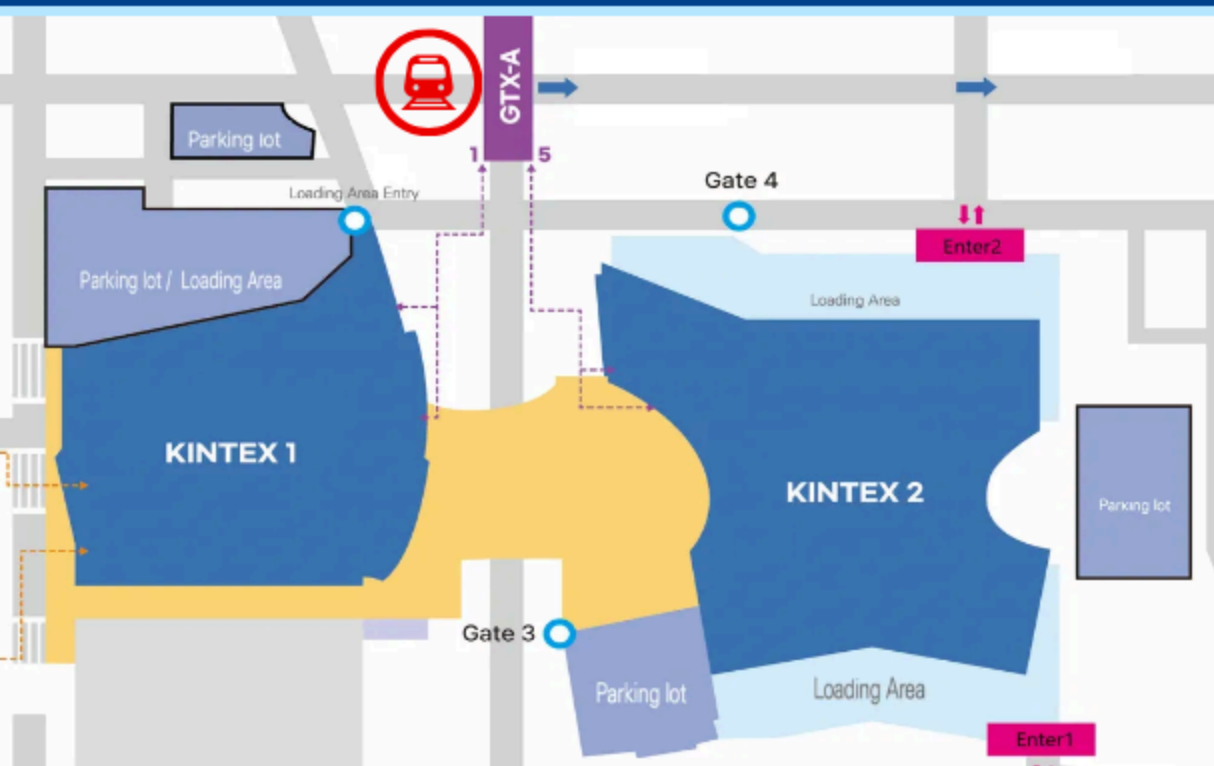 GTX-A
Parking lot
1
5
Gate 4
Loading Area Entry
Enter2
Parking lot / Loading Area
Loading Area
KINTEX 1
KINTEX 2
Parking lot
Gate 3
Parking lot
Loading Area
Enter1